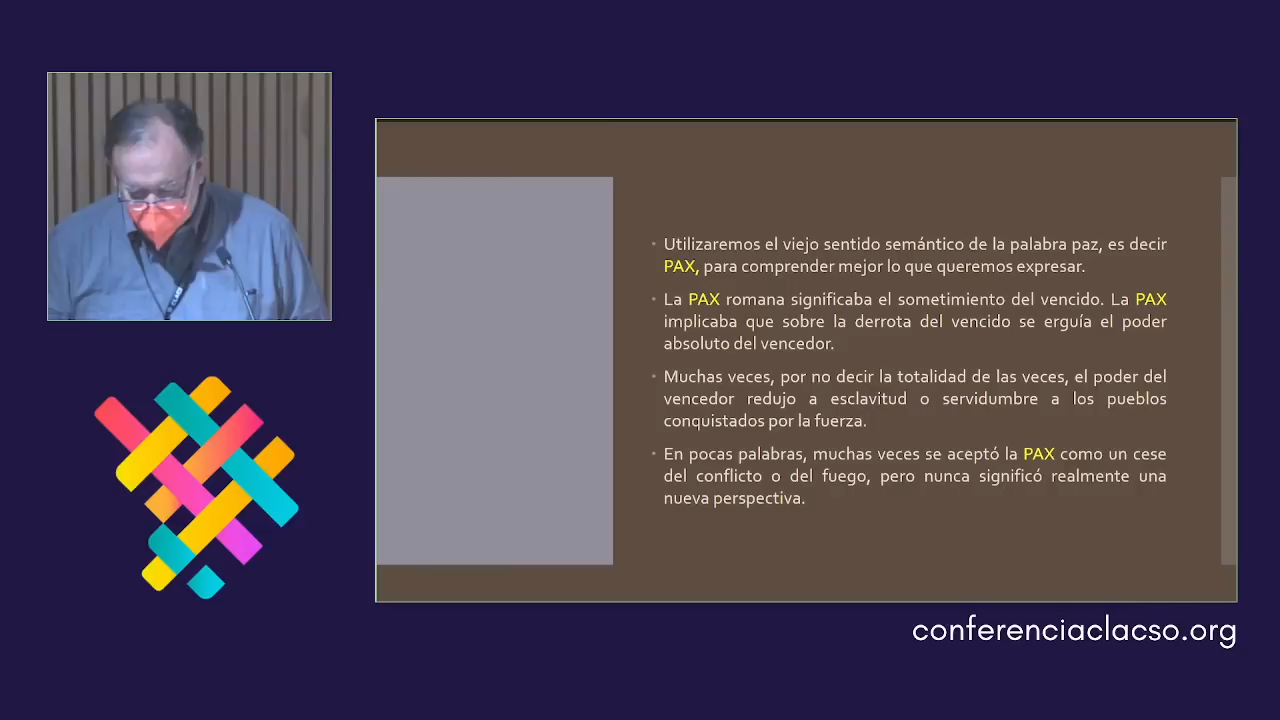 • Utilizaremos el viejo sentido semántico de la palabra paz, es decir
PAX, para comprender mejor lo que queremos expresar.
• La PAX romana significaba el sometimiento del vencido. La PAX
implicaba que sobre la derrota del vencido se erguía el poder
absoluto del vencedor.
• Muchas veces, por no decir la totalidad de las veces, el poder del
vencedor redujo a esclavitud o servidumbre a los pueblos
conquistados por la fuerza.
• En pocas palabras, muchas veces se aceptó la PAX como un cese
del conflicto o del fuego, pero nunca significó realmente una
nueva perspectiva.
conferenciaclacso.org